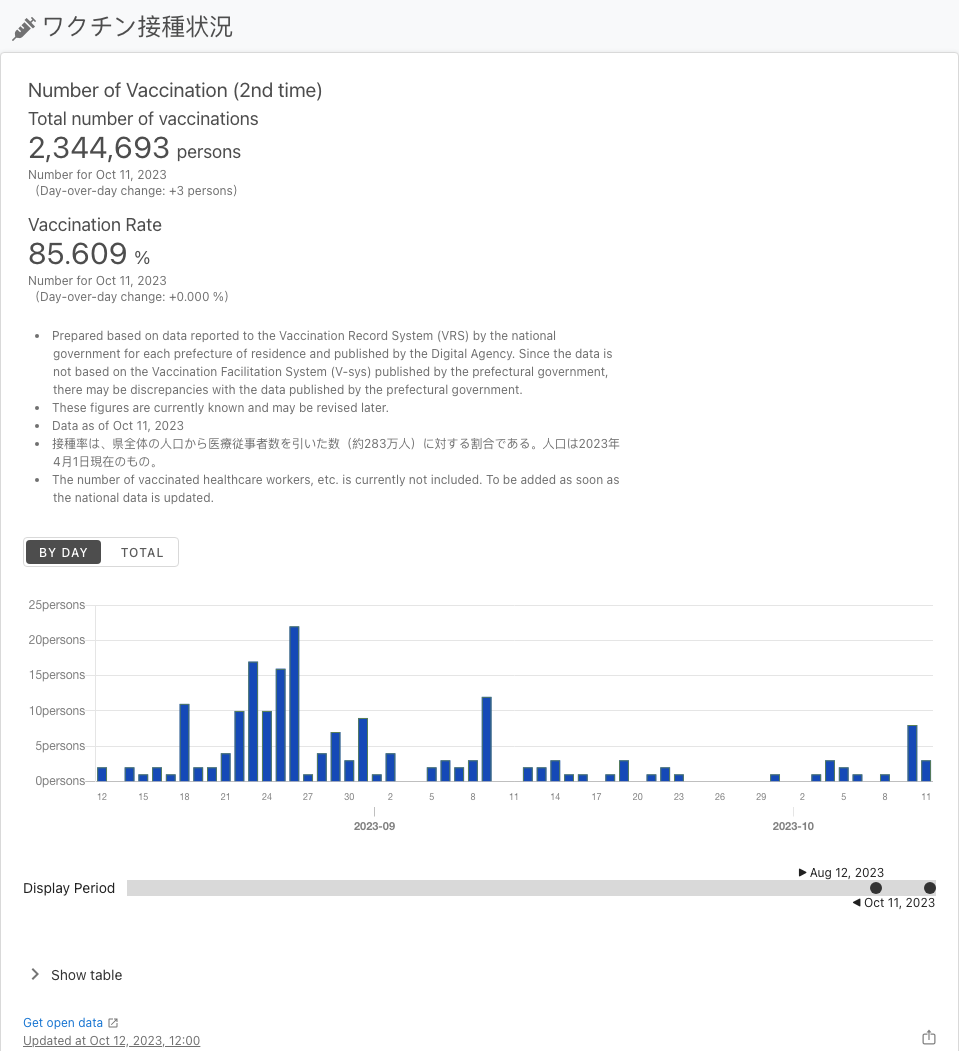 ワクチン接種状況
Number of Vaccination (2nd time)
Total number of vaccinations
2,344,693 persons
Number for Oct 11, 2023
(Day-over-day change: +3 persons)
Vaccination Rate
85.609 %
Number for Oct 11, 2023
(Day-over-day change: +0.000 %)
• Prepared based on data reported to the Vaccination Record System (VRS) by the national
government for each prefecture of residence and published by the Digital Agency. Since the data is
not based on the Vaccination Facilitation System (V-sys) published by the prefectural government,
there may be discrepancies with the data published by the prefectural government.
• These figures are currently known and may be revised later.
• Data as of Oct 11, 2023
• 接種率は、県全体の人口から医療従事者数を引いた数（約283万人）に対する割合である。人口は2023年
4月1日現在のもの。
• The number of vaccinated healthcare workers, etc. is currently not included. To be added as soon as
the national data is updated.
BY DAY TOTAL
25persons
20persons
15persons
10persons
5persons
0persons
12 15 18 21 24 27 30 2 5 8 11 14 17 20 23 26 29 2 5 8 11
2023-09 2023-10
Aug 12, 2023
Display Period
Oct 11, 2023
Show table
Get open data
Updated at Oct 12, 2023, 12:00